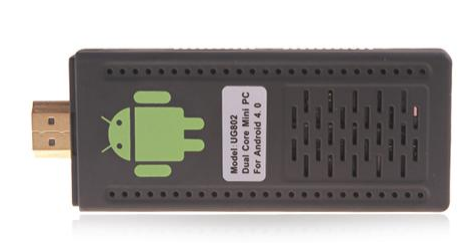 Model: UG802
Dual Core Mini PC
For Android 4.0